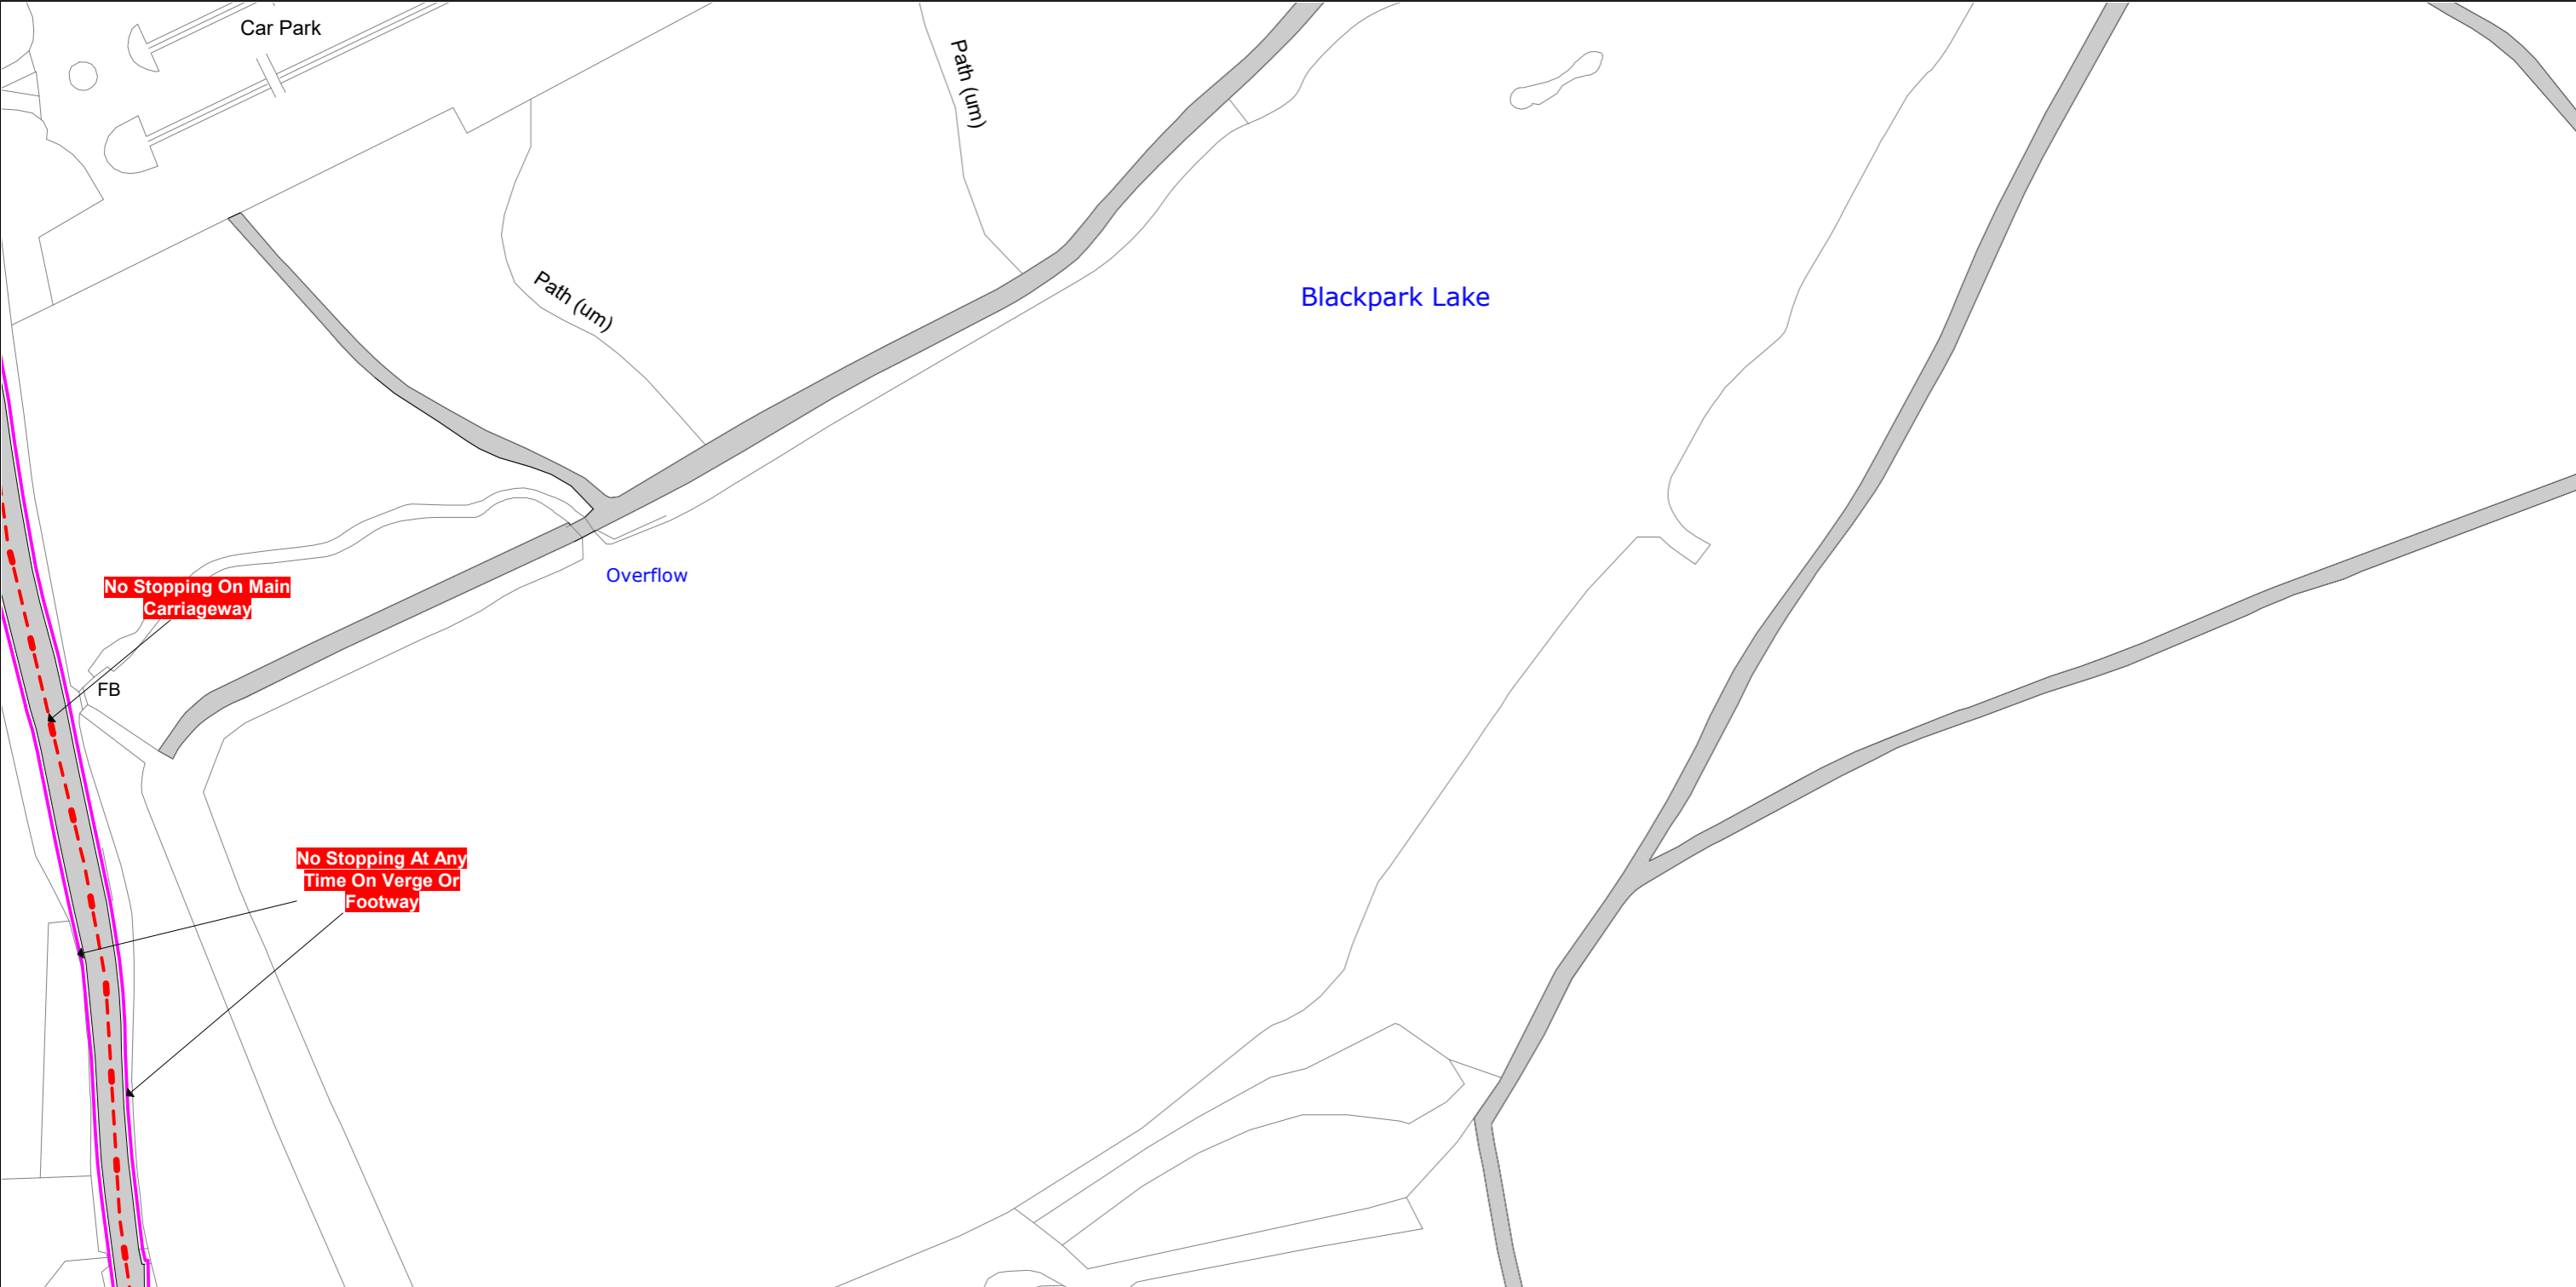 Car Park
Path (um)
Path (um)
Blackpark Lake
Overflow
No Stopping On Main
Carriageway
FB
No Stopping At Any
Time On Verge Or
Footway